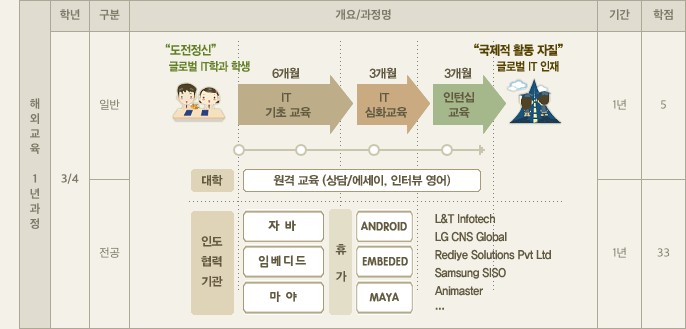 학년
구분
개요/과정명
기간
학점
해외교육 1년과정
3/4
일반
"도전정신"
글로벌 IT학과 학생
6개월
IT
기초 교육
3개월
IT
심화교육
3개월
인턴십
교육
"국제적 활동 자질"
글로벌 IT 인재
1년
5
대학
원격 교육 (상담/에세이, 인터뷰 영어)
전공
인도
협력
기관
자 바
임베디드
마 야
휴
가
ANDROID
EMBEDED
MAYA
L&T Infotech
LG CNS Global
Rediye Solutions Pvt Ltd
Samsung SISO
Animaster
...
1년
33